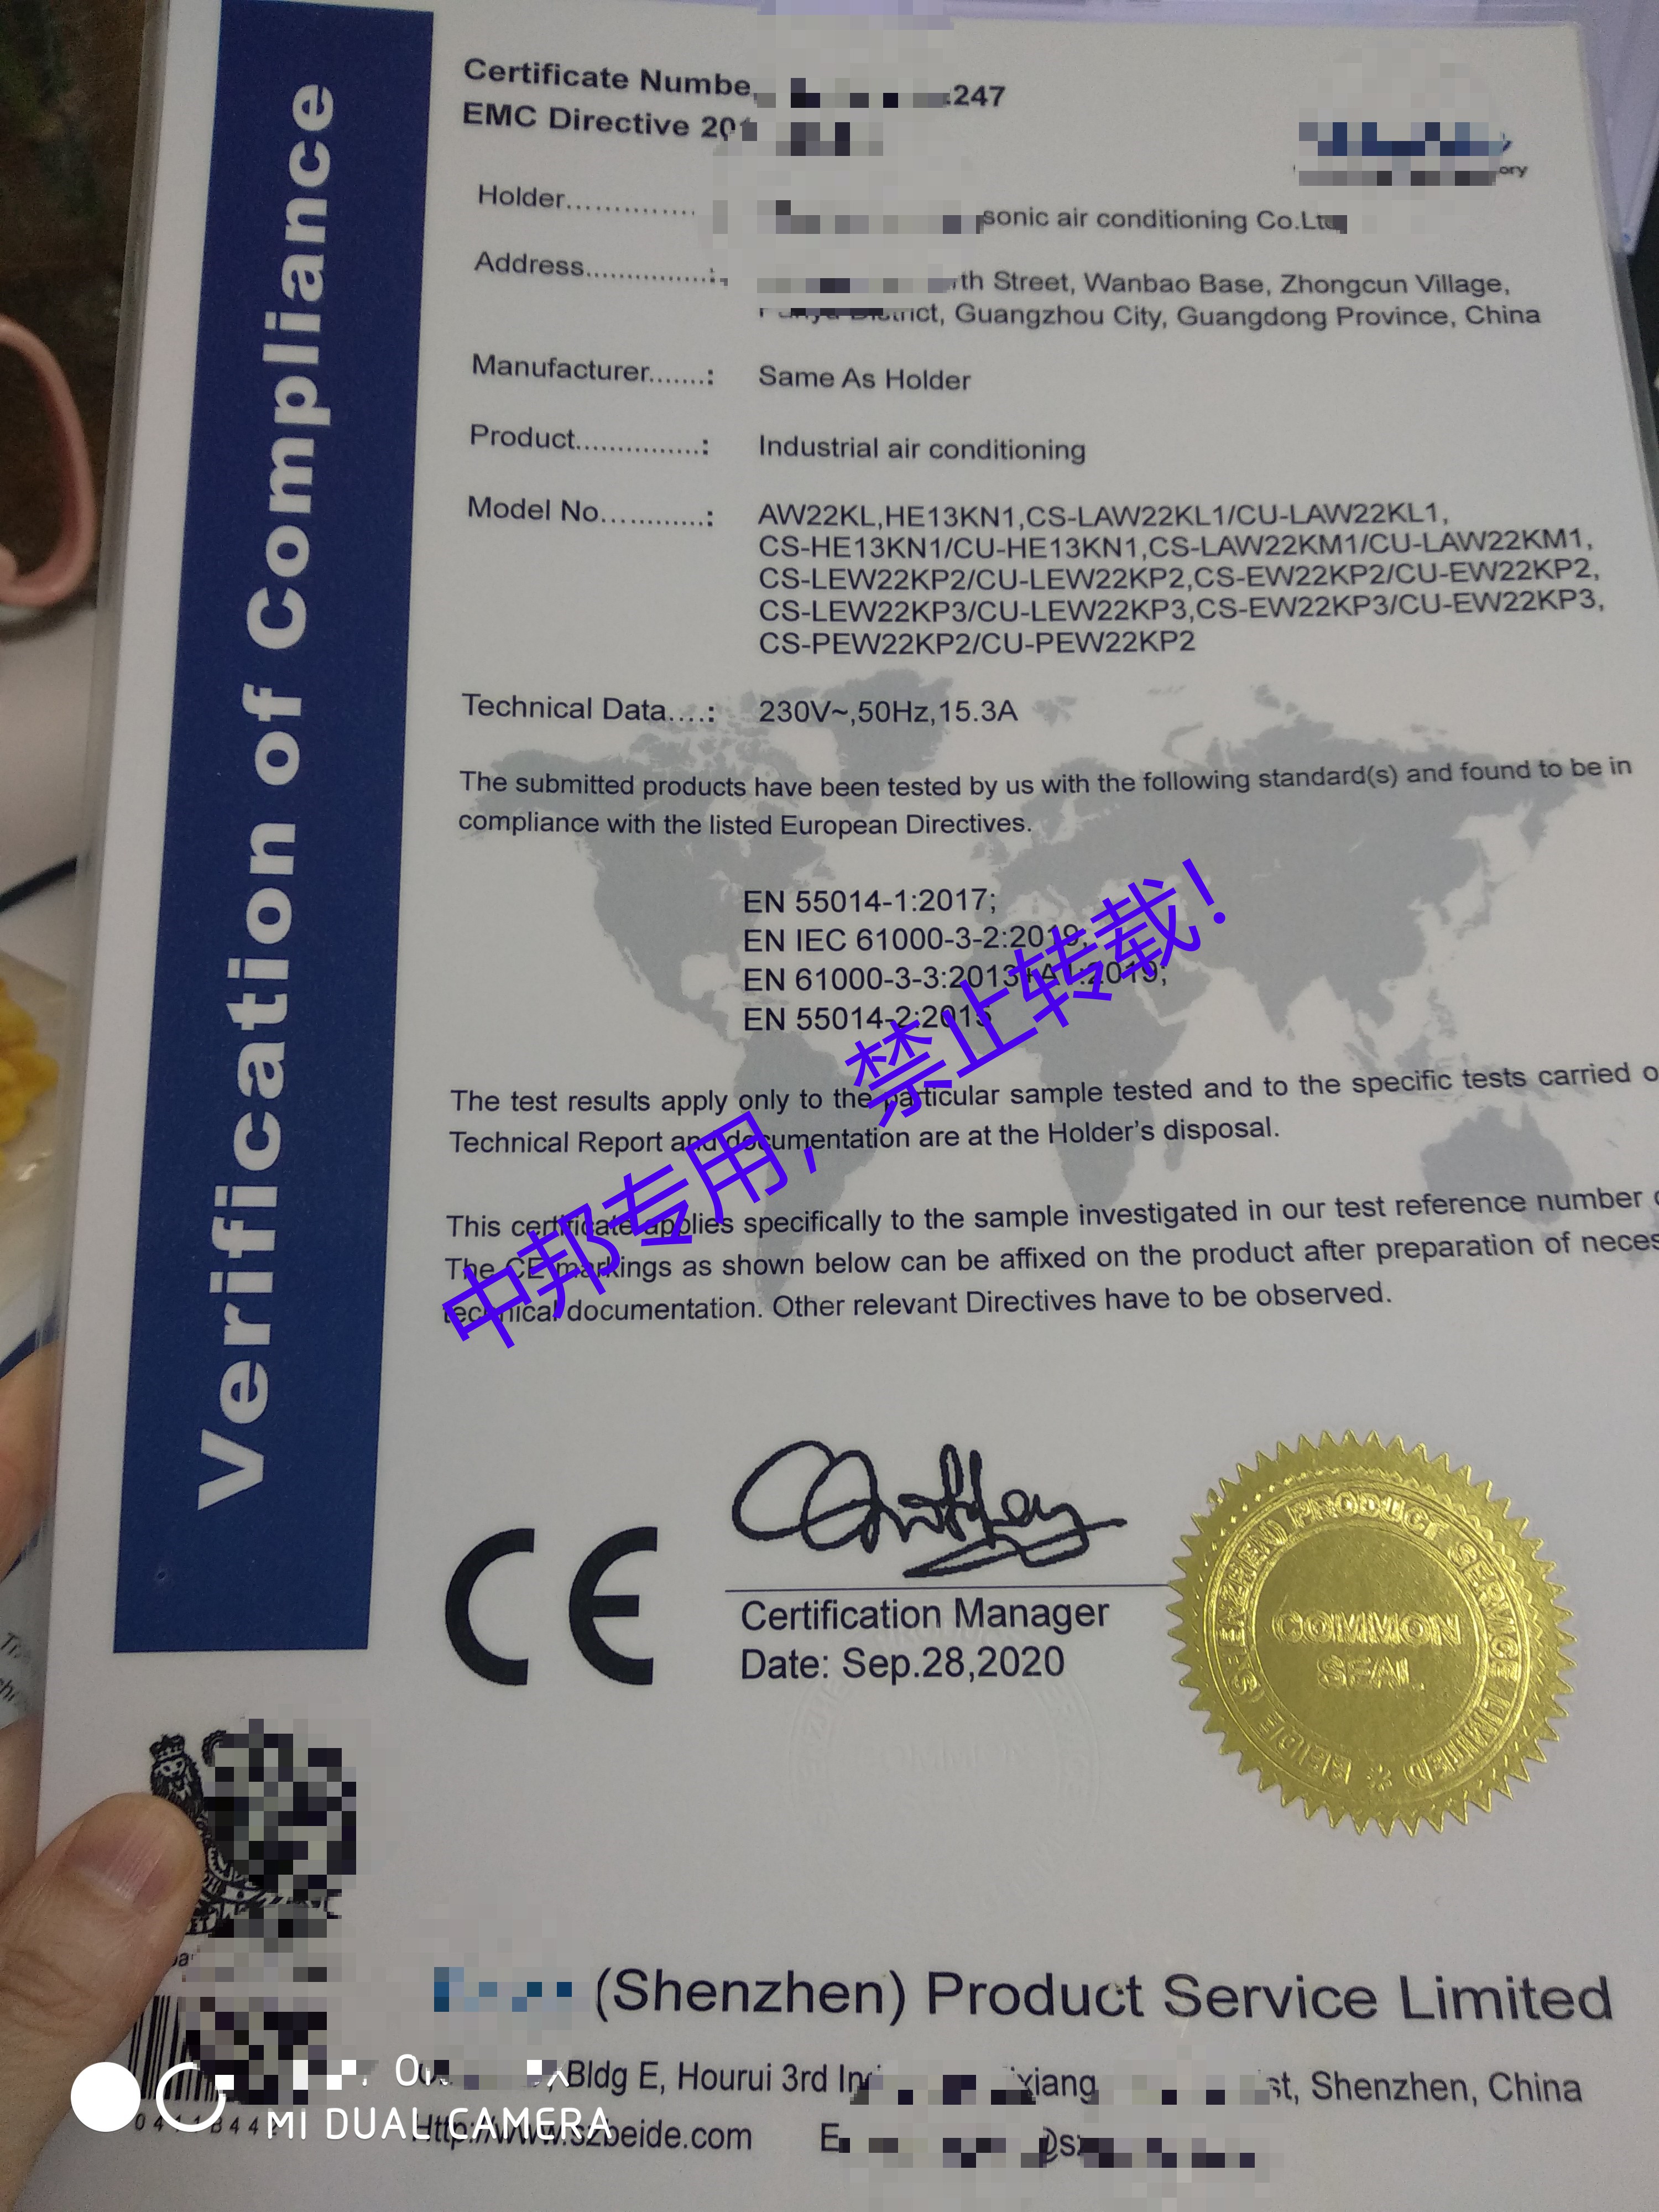 Verification of Compliance
Certificate 247
EMC Directive
ory
Holder..............
sonic air conditioning
Address................:
Street, Wanbao Base, Zhongcun Village,
Guangzhou City, Guangdong Province, China
Manufacturer.......: Same As Holder
Product...............: Industrial air conditioning
Model No.............: AW22KL,HE13KN1,CS-LAW22KL1/CU-LAW22KL1,
CS-HE13KN1/CU-HE13KN1,CS-LAW22KM1/CU-LAW22KM1,
CS-LEW22KP2/CU-LEW22KP2,CS-EW22KP2/CU-EW22KP2,
CS-LEW22KP3/CU-LEW22KP3,CS-EW22KP3/CU-EW22KP3,
CS-PEW22KP2/CU-PEW22KP2
Technical Data....: 230V~,50Hz,15.3A
The submitted products have been tested by us with the following standard(s) and found to be in
compliance with the listed European Directives.
EN 55014-1:2017;
EN IEC 61000-3-2:2019;
EN 61000-3-3:2013+A1:2019;
EN 55014-2:2015
The test results apply only to the particular sample tested and to the specific tests carried
Technical Report and documentation are at the Holder's disposal.
This certificate applies specifically to the sample investigated in our test reference number
The CE markings as shown below can be affixed on the product after preparation of
technical documentation. Other relevant Directives have to be observed.
中邦专用，禁止转载！
CE
Certification Manager
Date: Sep.28,2020
BEIDE (SHENZHEN) PRODUCT SERVICE LIMITED
COMMON
SEAL
(Shenzhen) Product Service Limited
Bldg E, Hourui 3rd Shenzhen, China
Http://www.szbeide.com
MI DUAL CAMERA